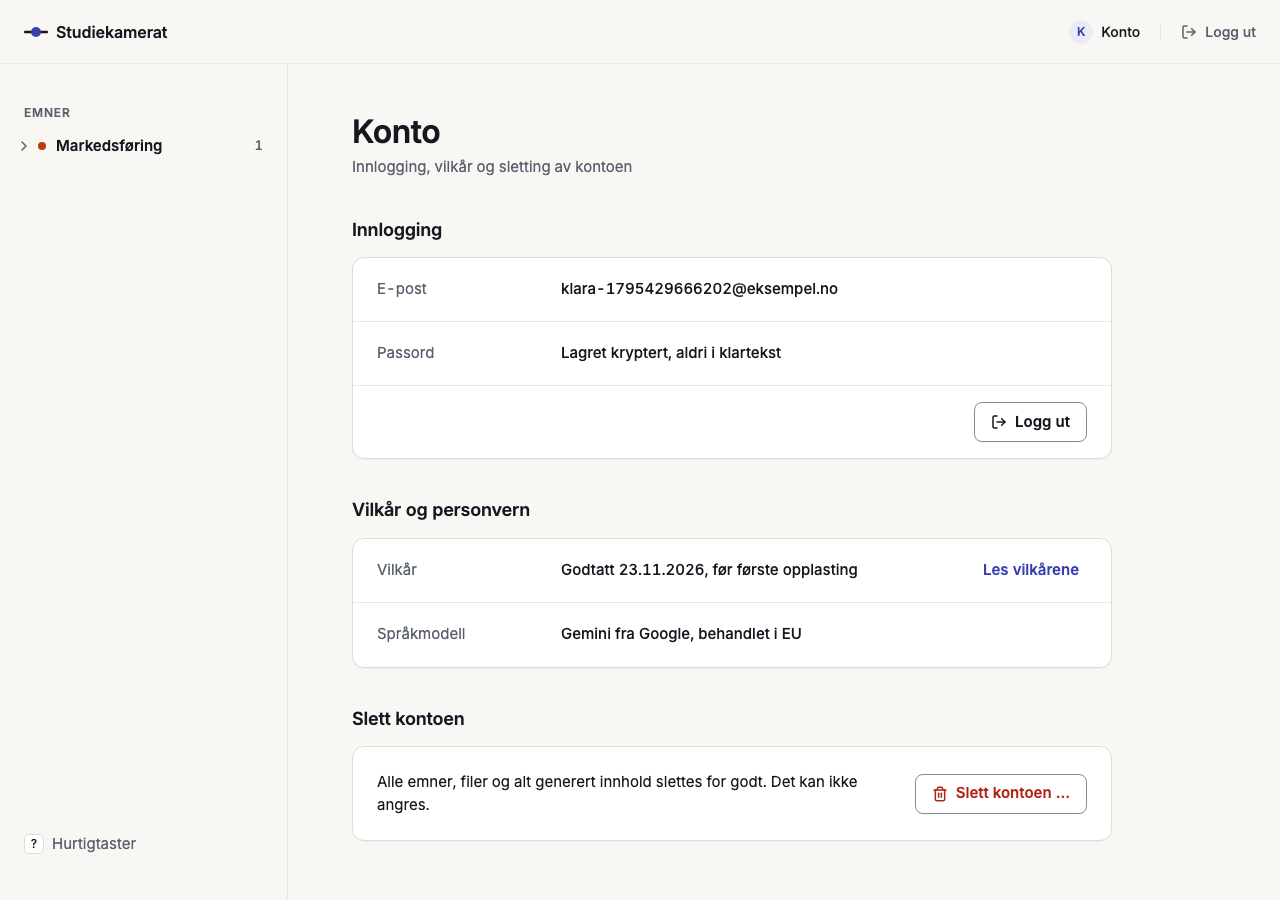 Studiekamerat
K Konto
Logg ut
EMNER
Markedsføring 1
Konto
Innlogging, vilkår og sletting av kontoen
Innlogging
E-post klara-1795429666202@eksempel.no
Passord Lagret kryptert, aldri i klartekst
Logg ut
Vilkår og personvern
Vilkår Godtatt 23.11.2026, før første opplasting Les vilkårene
Språkmodell Gemini fra Google, behandlet i EU
Slett kontoen
Alle emner, filer og alt generert innhold slettes for godt. Det kan ikke
angres.
Slett kontoen ...
? Hurtigtaster